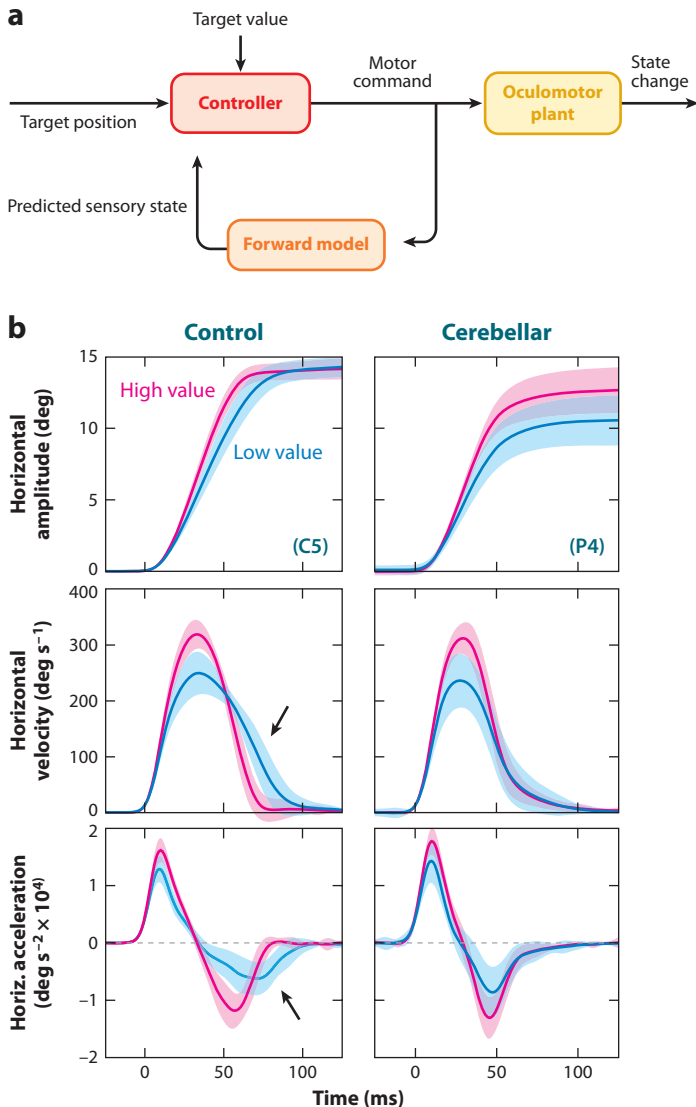 a
Target value
Motor
command
State
change
Controller
Oculomotor
plant
Target position
Predicted sensory state
Forward model
b
Control
Cerebellar
Horizontal
amplitude (deg)
15
10
5
0
High value
Low value
(C5)
(P4)
Horizontal
velocity (deg s−1)
400
300
200
100
0
Horiz. acceleration
(deg s−2 × 10⁴)
2
1
0
−1
−2
0
50
100
0
50
100
Time (ms)